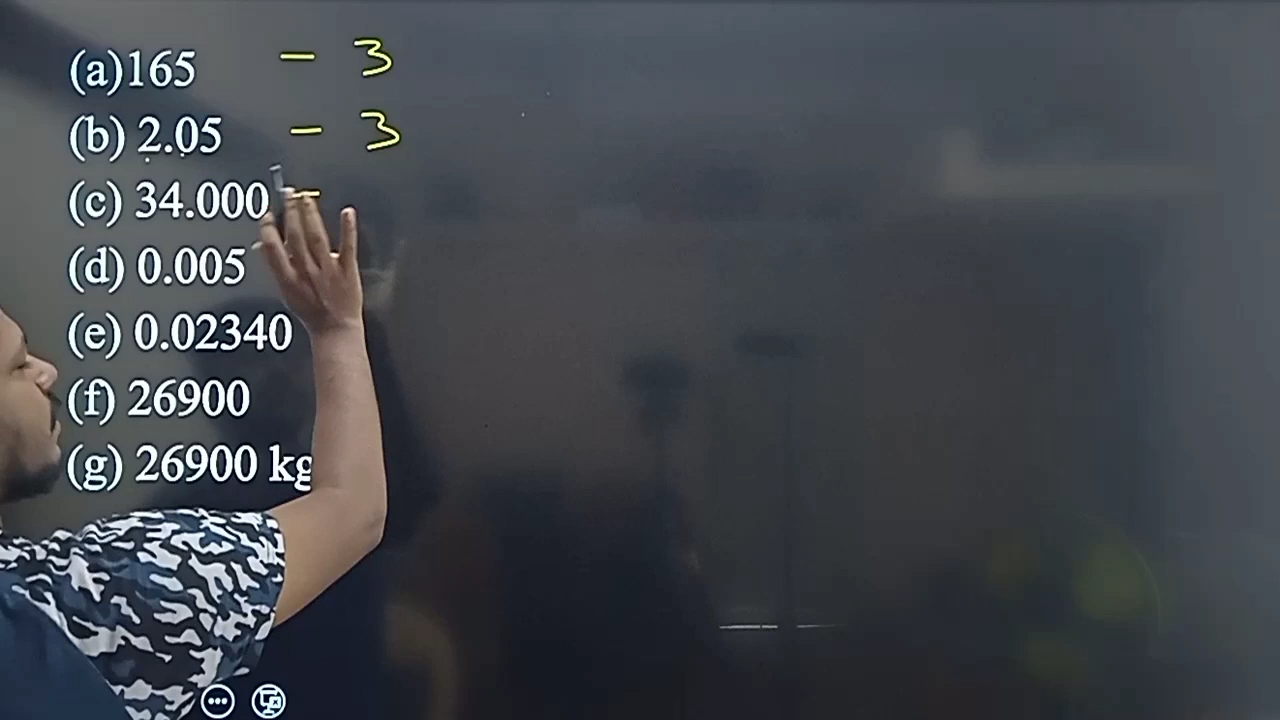 (a)165 - 3
(b) 2.05 - 3
(c) 34.000 -
(d) 0.005
(e) 0.02340
(f) 26900
(g) 26900 kg